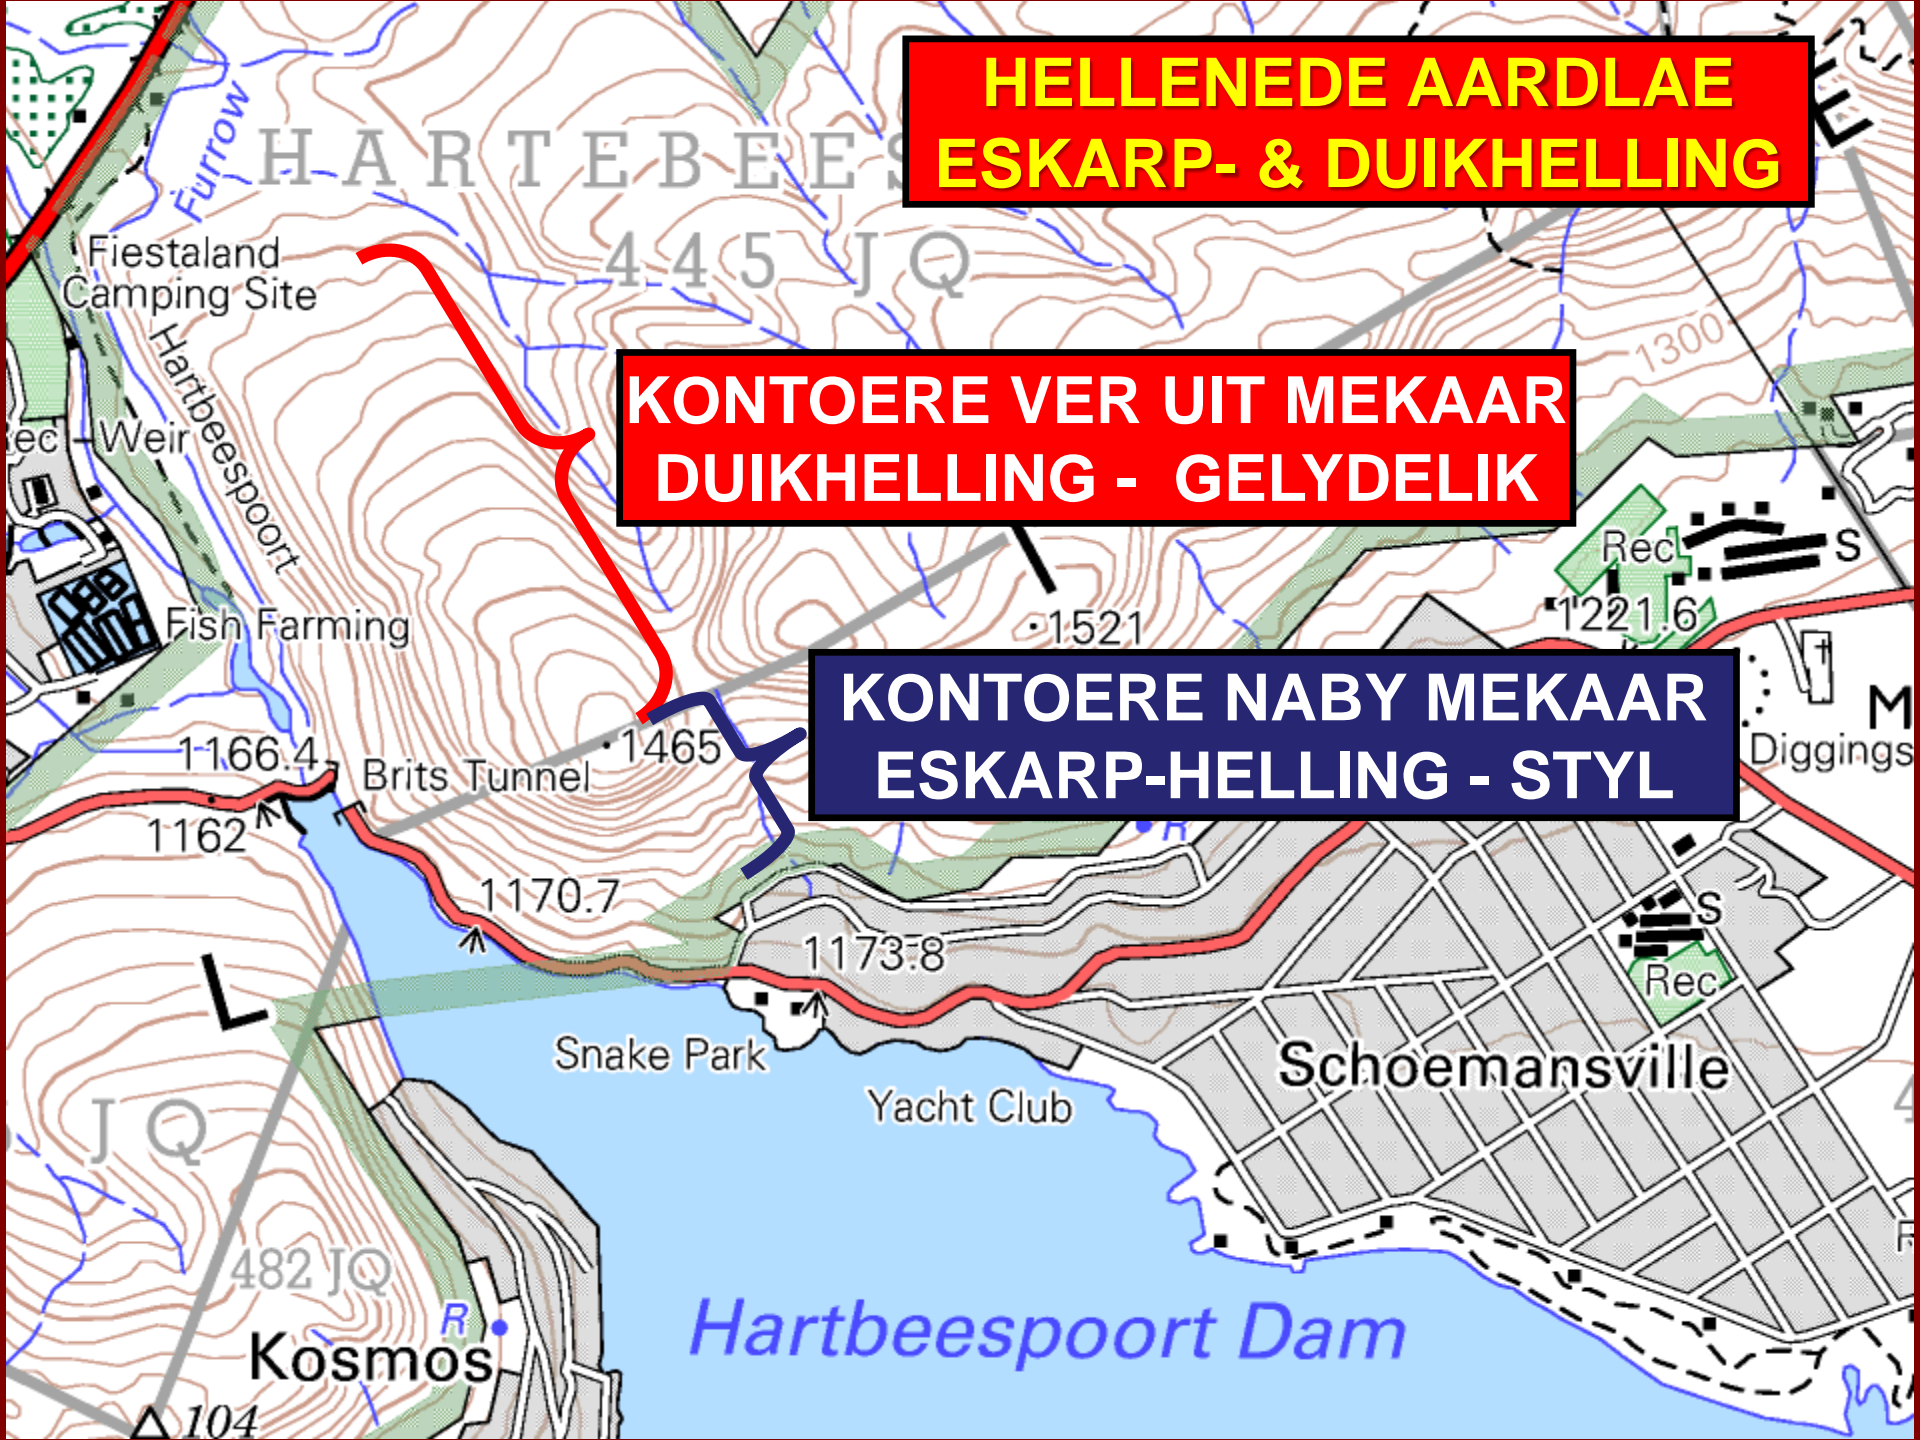 HELLENEDE AARDLAE
ESKARP- & DUIKHELLING
E
Furrow
HARTEBEES
445 JQ
Fiestaland
Camping Site
Hartbeespoort
1300
KONTOERE VER UIT MEKAAR
DUIKHELLING - GELYDELIK
ec
Weir
Rec
S
Fish Farming
1521
1221.6
KONTOERE NABY MEKAAR
ESKARP-HELLING - STYL
M
Diggings
1465
1166.4
Brits Tunnel
1162
R
1170.7
S
1173.8
Rec
L
Snake Park
Schoemansville
Yacht Club
JQ
482 JQ
R
Kosmos
Hartbeespoort Dam
104